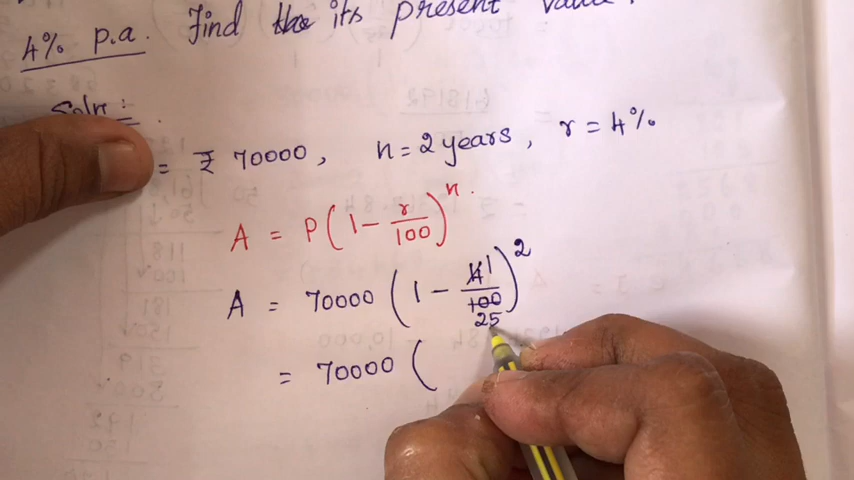 4% p.a. Find the its present value.
Soln:
= ₹ 70000, n = 2 years, r = 4%
A = P(1 - r/100)^n.
A = 70000 (1 - 4 1/100 25)^2
= 70000 (